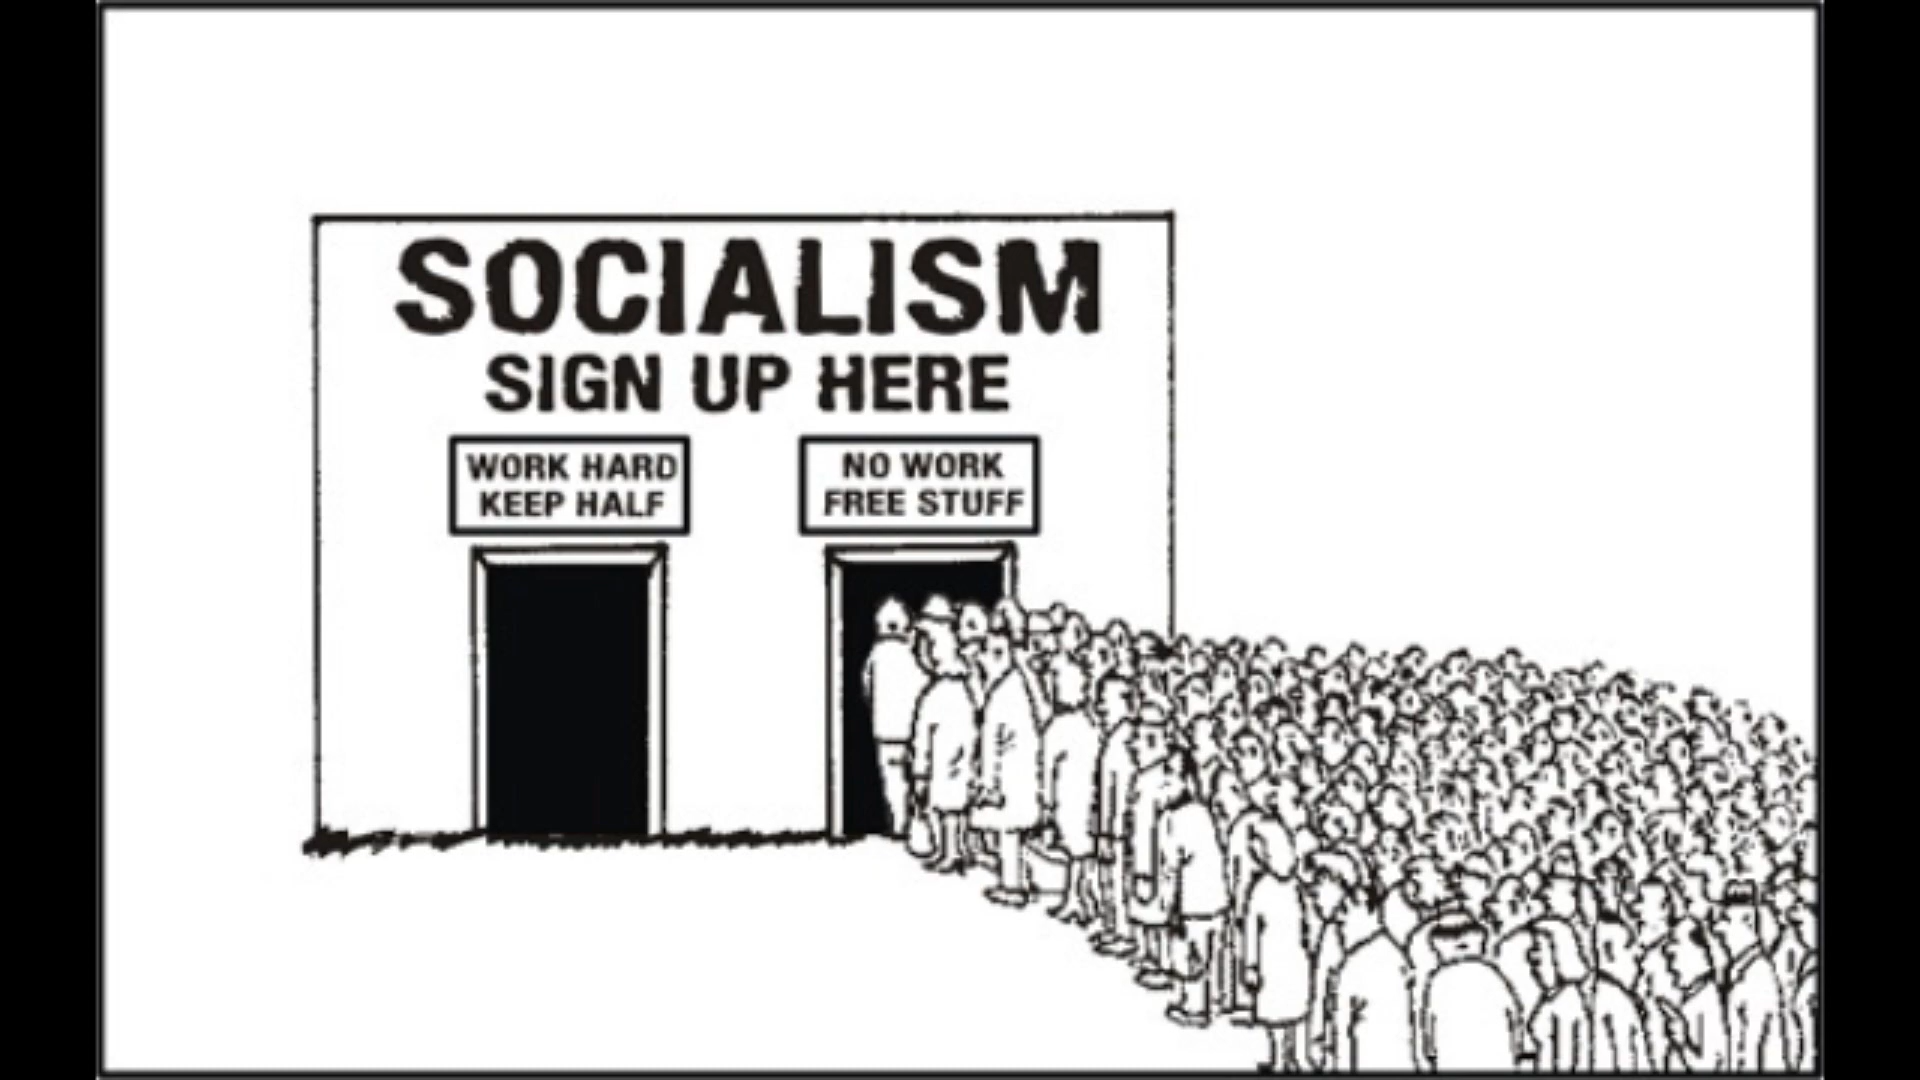 SOCIALISM
SIGN UP HERE
WORK HARD
KEEP HALF
NO WORK
FREE STUFF